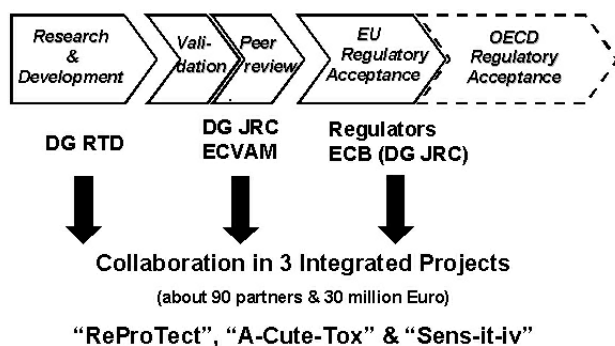 Research
&
Development
Vali-
dation
Peer
review
EU
Regulatory
Acceptance
OECD
Regulatory
Acceptance
DG RTD
DG JRC
ECVAM
Regulators
ECB (DG JRC)
Collaboration in 3 Integrated Projects
(about 90 partners & 30 million Euro)
“ReProTect”, “A-Cute-Tox” & “Sens-it-iv”